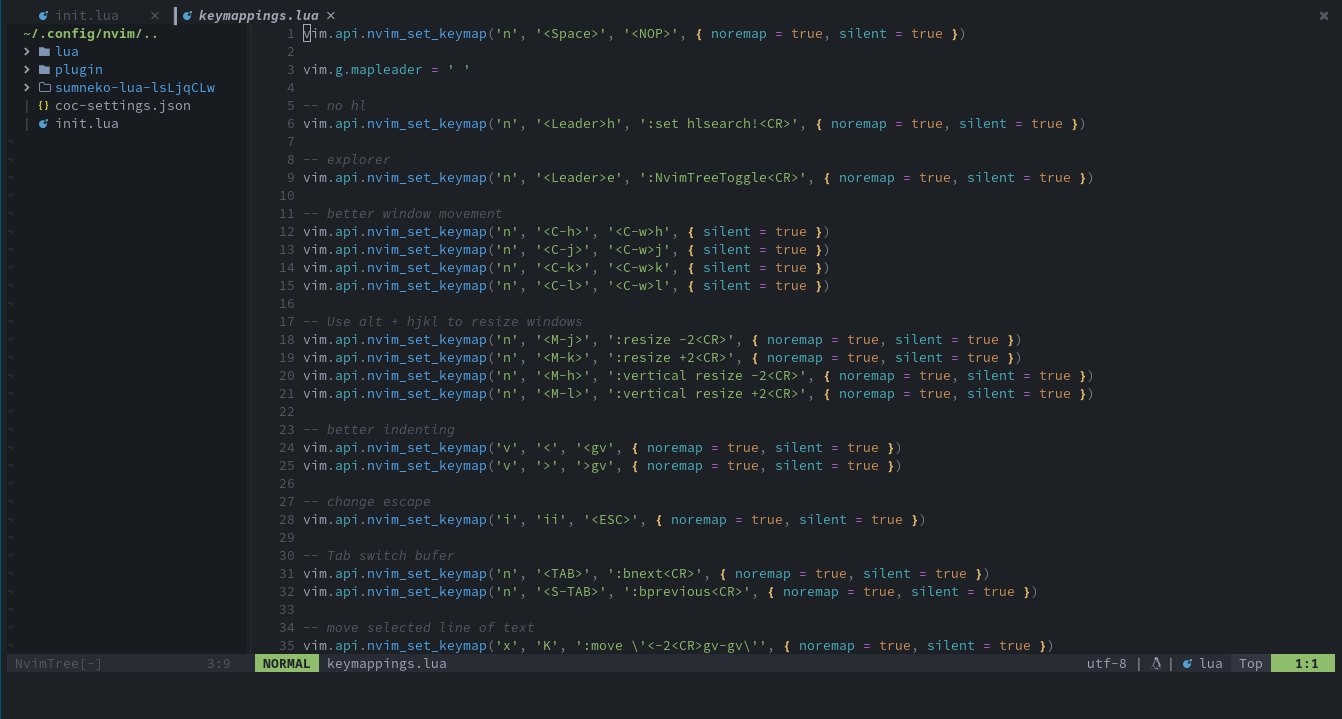 init.lua × keymappings.lua ×
~/.config/nvim/..
lua
plugin
sumneko-lua-lsLjqCLw
{} coc-settings.json
init.lua
1 vim.api.nvim_set_keymap('n', '<Space>', '<NOP>', { noremap = true, silent = true })
2
3 vim.g.mapleader = ' '
4
5 -- no hl
6 vim.api.nvim_set_keymap('n', '<Leader>h', ':set hlsearch!<CR>', { noremap = true, silent = true })
7
8 -- explorer
9 vim.api.nvim_set_keymap('n', '<Leader>e', ':NvimTreeToggle<CR>', { noremap = true, silent = true })
10
11 -- better window movement
12 vim.api.nvim_set_keymap('n', '<C-h>', '<C-w>h', { silent = true })
13 vim.api.nvim_set_keymap('n', '<C-j>', '<C-w>j', { silent = true })
14 vim.api.nvim_set_keymap('n', '<C-k>', '<C-w>k', { silent = true })
15 vim.api.nvim_set_keymap('n', '<C-l>', '<C-w>l', { silent = true })
16
17 -- Use alt + hjkl to resize windows
18 vim.api.nvim_set_keymap('n', '<M-j>', ':resize -2<CR>', { noremap = true, silent = true })
19 vim.api.nvim_set_keymap('n', '<M-k>', ':resize +2<CR>', { noremap = true, silent = true })
20 vim.api.nvim_set_keymap('n', '<M-h>', ':vertical resize -2<CR>', { noremap = true, silent = true })
21 vim.api.nvim_set_keymap('n', '<M-l>', ':vertical resize +2<CR>', { noremap = true, silent = true })
22
23 -- better indenting
24 vim.api.nvim_set_keymap('v', '<', '<gv', { noremap = true, silent = true })
25 vim.api.nvim_set_keymap('v', '>', '>gv', { noremap = true, silent = true })
26
27 -- change escape
28 vim.api.nvim_set_keymap('i', 'ii', '<ESC>', { noremap = true, silent = true })
29
30 -- Tab switch bufer
31 vim.api.nvim_set_keymap('n', '<TAB>', ':bnext<CR>', { noremap = true, silent = true })
32 vim.api.nvim_set_keymap('n', '<S-TAB>', ':bprevious<CR>', { noremap = true, silent = true })
33
34 -- move selected line of text
35 vim.api.nvim_set_keymap('x', 'K', ':move \'<-2<CR>gv-gv\'', { noremap = true, silent = true })
NvimTree[-] 3:9 NORMAL keymappings.lua utf-8 | | lua Top 1:1